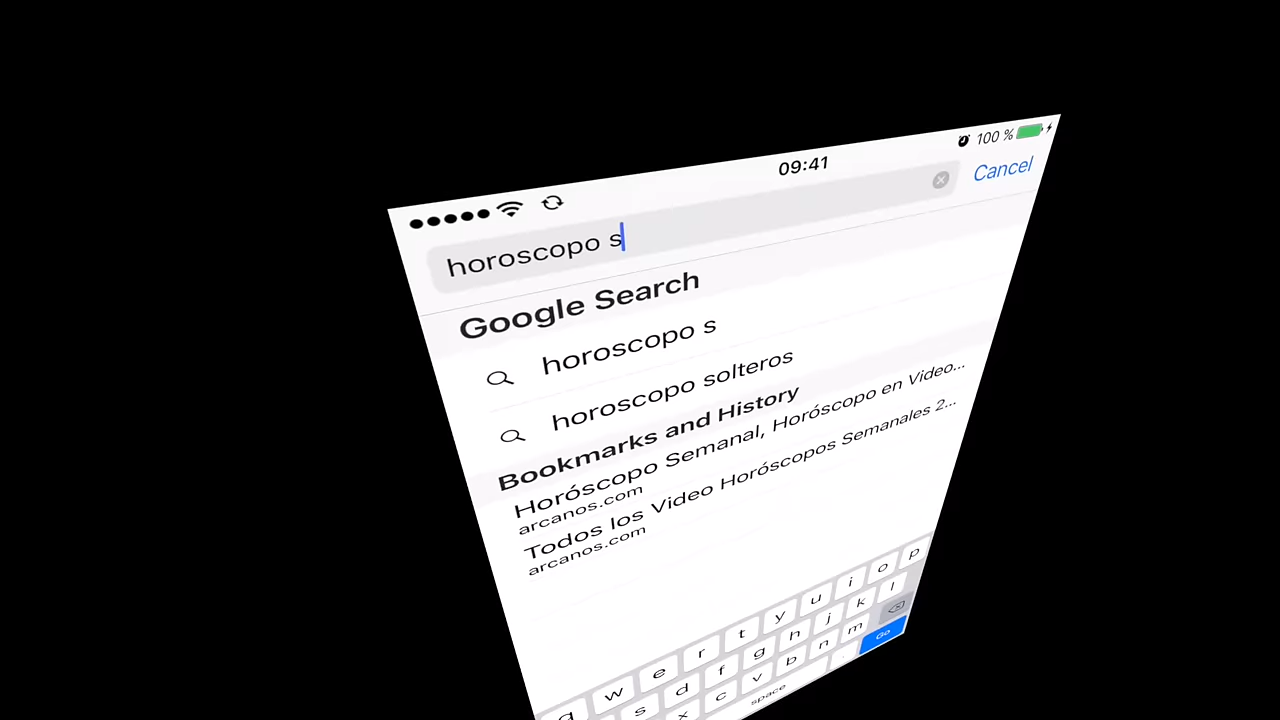 09:41
100 %
horoscopo s
Cancel
Google Search
horoscopo s
horoscopo solteros
Bookmarks and History
Horóscopo Semanal, Horóscopo en Video...
arcanos.com
Todos los Video Horóscopos Semanales 2...
arcanos.com
q w e r t y u i o p
s d f g h j k l
x c v b n m
space . Go